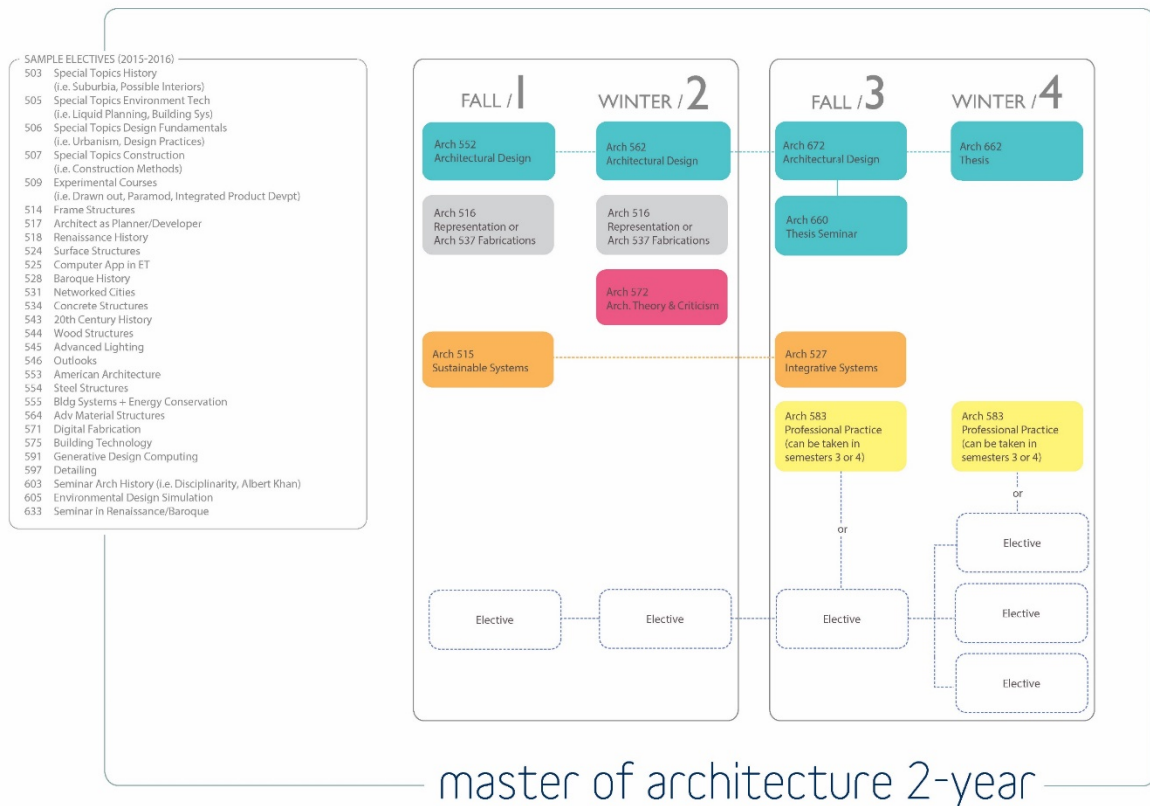 SAMPLE ELECTIVES (2015-2016)
503 Special Topics History
(i.e. Suburbia, Possible Interiors)
505 Special Topics Environment Tech
(i.e. Liquid Planning, Building Sys)
506 Special Topics Design Fundamentals
(i.e. Urbanism, Design Practices)
507 Special Topics Construction
(i.e. Construction Methods)
509 Experimental Courses
(i.e. Drawn out, Paramod, Integrated Product Devpt)
514 Frame Structures
517 Architect as Planner/Developer
518 Renaissance History
524 Surface Structures
525 Computer App in ET
528 Baroque History
531 Networked Cities
534 Concrete Structures
543 20th Century History
544 Wood Structures
545 Advanced Lighting
546 Outlooks
553 American Architecture
554 Steel Structures
555 Bldg Systems + Energy Conservation
564 Adv Material Structures
571 Digital Fabrication
575 Building Technology
591 Generative Design Computing
597 Detailing
603 Seminar Arch History (i.e. Disciplinarity, Albert Khan)
605 Environmental Design Simulation
633 Seminar in Renaissance/Baroque
FALL / 1
WINTER / 2
FALL / 3
WINTER / 4
Arch 552
Architectural Design
Arch 562
Architectural Design
Arch 672
Architectural Design
Arch 662
Thesis
Arch 516
Representation or
Arch 537 Fabrications
Arch 516
Representation or
Arch 537 Fabrications
Arch 660
Thesis Seminar
Arch 572
Arch. Theory & Criticism
Arch 515
Sustainable Systems
Arch 527
Integrative Systems
Arch 583
Professional Practice
(can be taken in
semesters 3 or 4)
Arch 583
Professional Practice
(can be taken in
semesters 3 or 4)
or
or
Elective
Elective
Elective
Elective
Elective
Elective
master of architecture 2-year